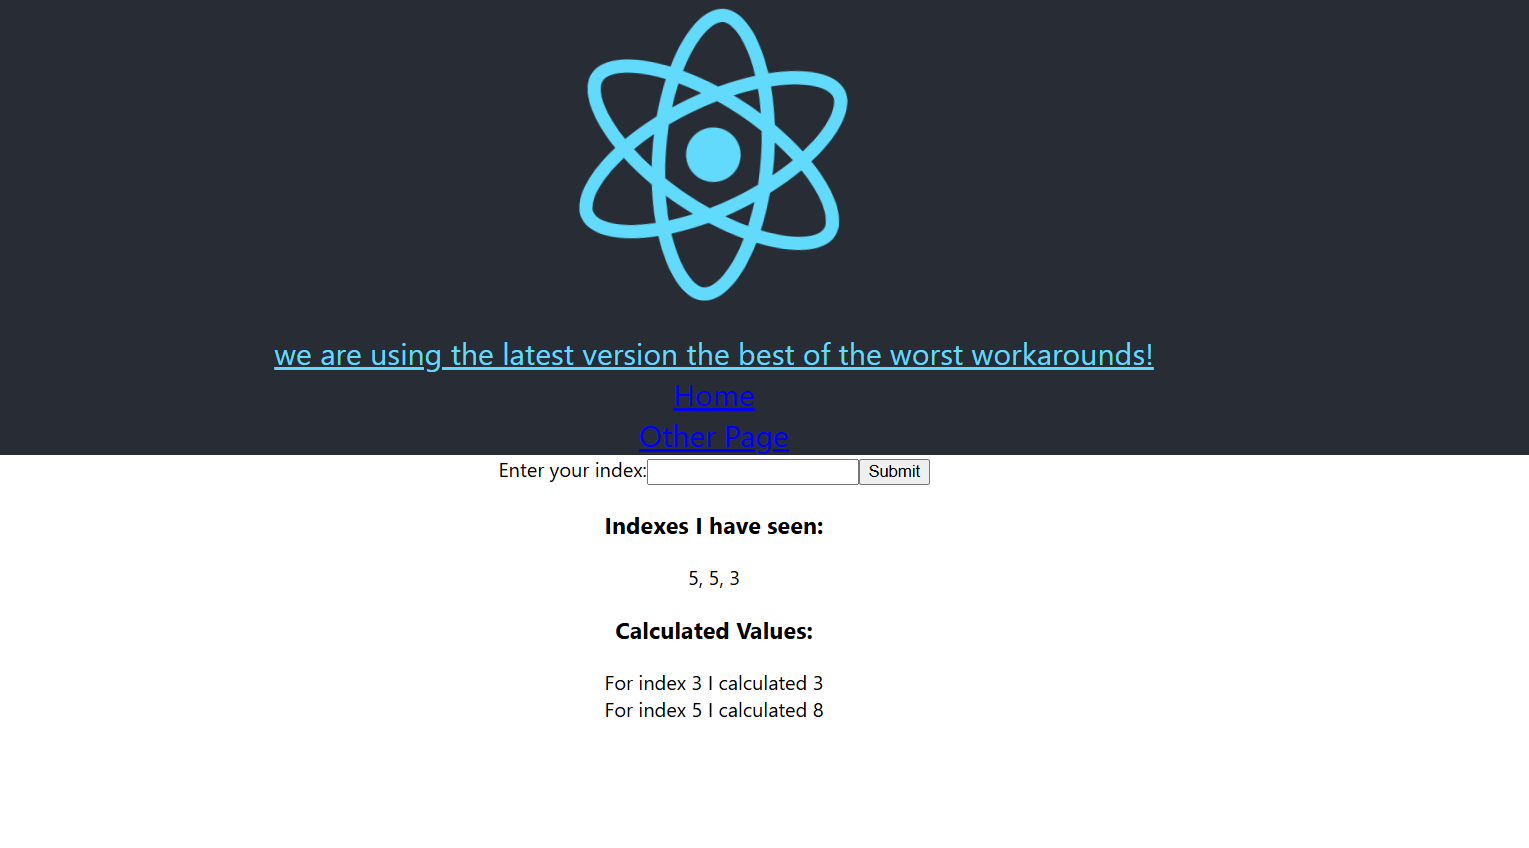 we are using the latest version the best of the worst workarounds!
Home
Other Page
Enter your index: Submit
Indexes I have seen:
5, 5, 3
Calculated Values:
For index 3 I calculated 3
For index 5 I calculated 8